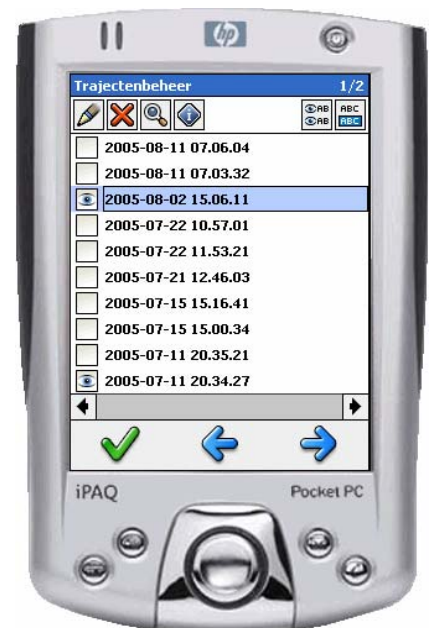 hp
Trajectenbeheer 1/2
AB ABC
AB ABC
2005-08-11 07.06.04
2005-08-11 07.03.32
2005-08-02 15.06.11
2005-07-22 10.57.01
2005-07-22 11.53.21
2005-07-21 12.46.03
2005-07-15 15.16.41
2005-07-15 15.00.34
2005-07-11 20.35.21
2005-07-11 20.34.27
iPAQ Pocket PC